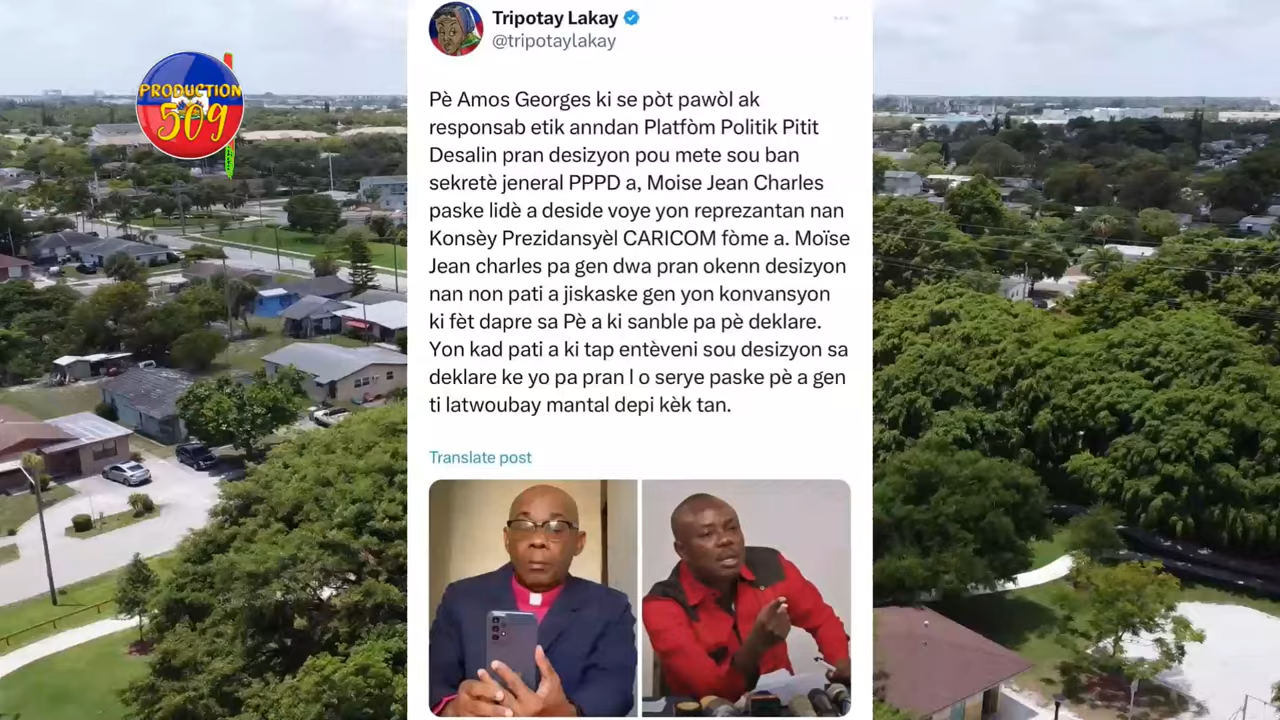 PRODUCTION
509
Tripotay Lakay
@tripotaylakay
Pè Amos Georges ki se pòt pawòl ak
responsab etik anndan Platfòm Politik Pitit
Desalin pran desizyon pou mete sou ban
sekretè jeneral PPPD a, Moise Jean Charles
paske lidè a deside voye yon reprezantan nan
Konsèy Prezidansyèl CARICOM fòme a. Moïse
Jean charles pa gen dwa pran okenn desizyon
nan non pati a jiskaske gen yon konvansyon
ki fèt dapre sa Pè a ki sanble pa pè deklare.
Yon kad pati a ki tap entèveni sou desizyon sa
deklare ke yo pa pran l o serye paske pè a gen
ti latwoubay mantal depi kèk tan.
Translate post